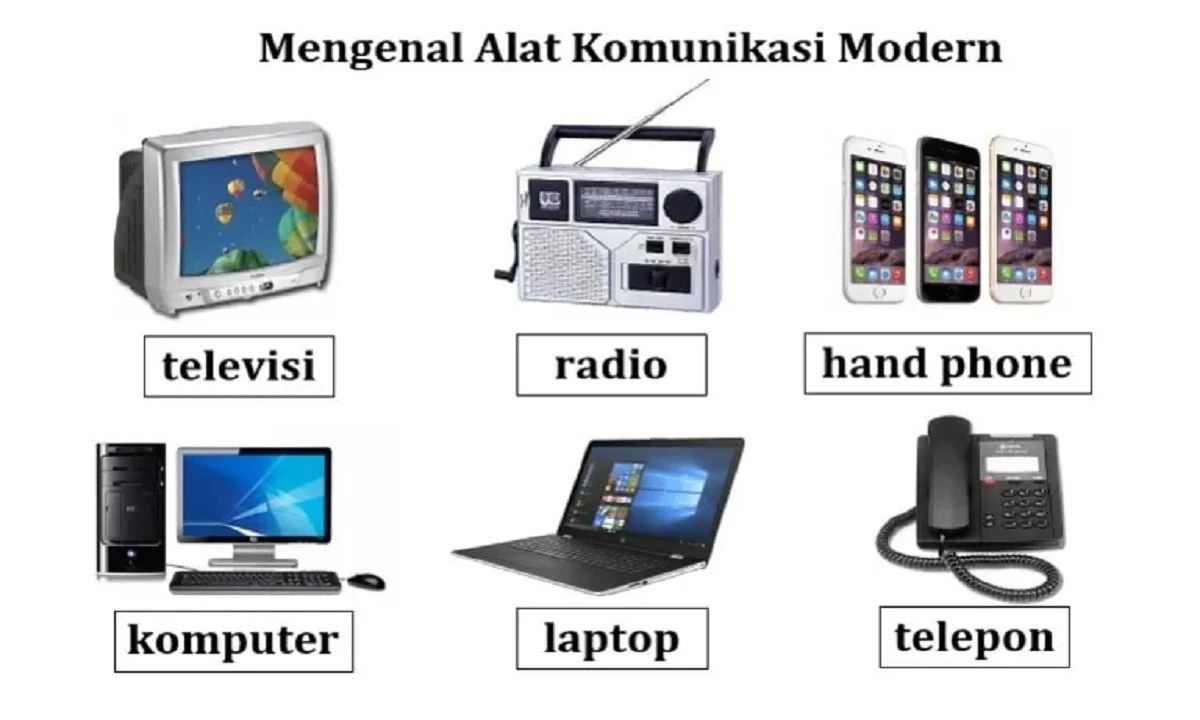 Mengenal Alat Komunikasi Modern
televisi
radio
hand phone
komputer
laptop
telepon